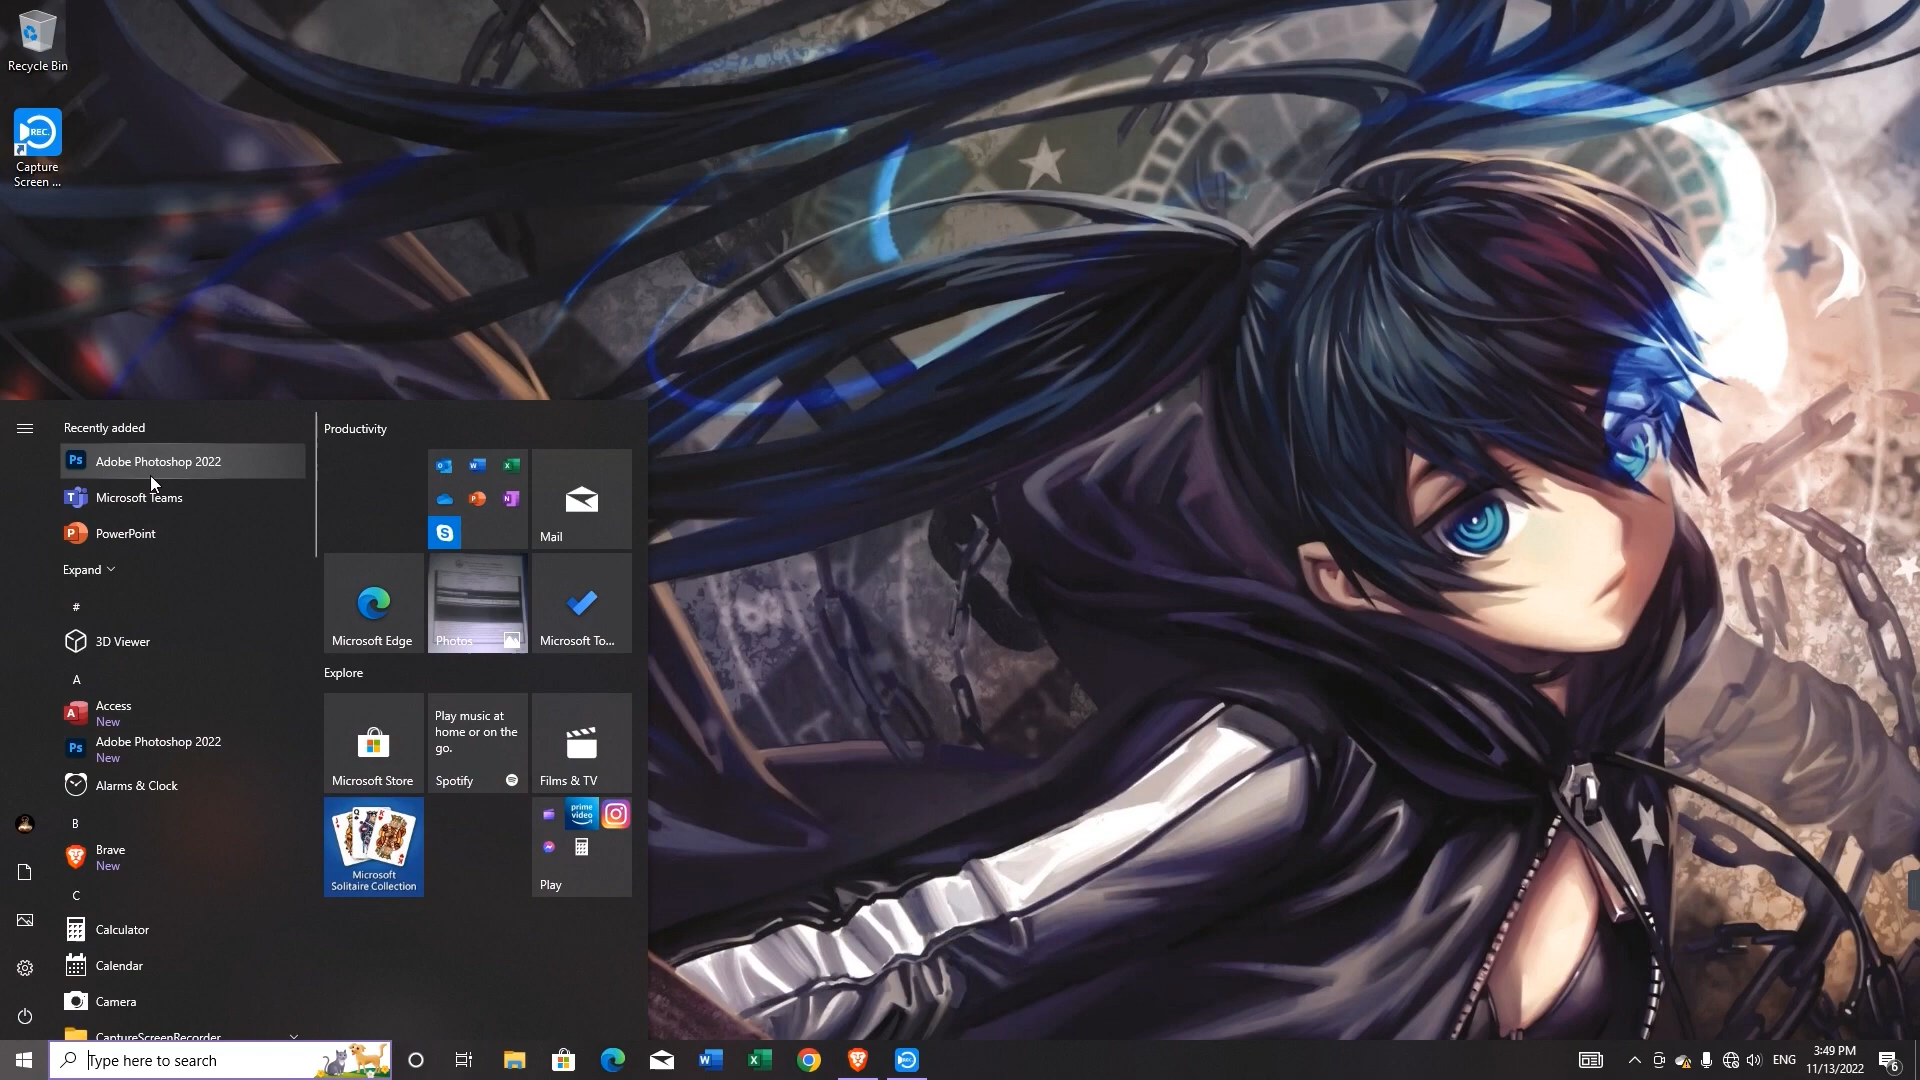 Recycle Bin
REC.
Capture
Screen ...
Recently added
Ps
Adobe Photoshop 2022
Microsoft Teams
PowerPoint
Expand
#
3D Viewer
A
Access
New
Ps
Adobe Photoshop 2022
New
Alarms & Clock
B
Brave
New
C
Calculator
Calendar
Camera
CaptureScreenRecorder
Productivity
Mail
Microsoft Edge
Photos
Microsoft To...
Explore
Microsoft Store
Play music at
home or on the
go.
Spotify
Films & TV
Microsoft
Solitaire Collection
prime
video
Play
Type here to search
ENG
3:49 PM
11/13/2022
6